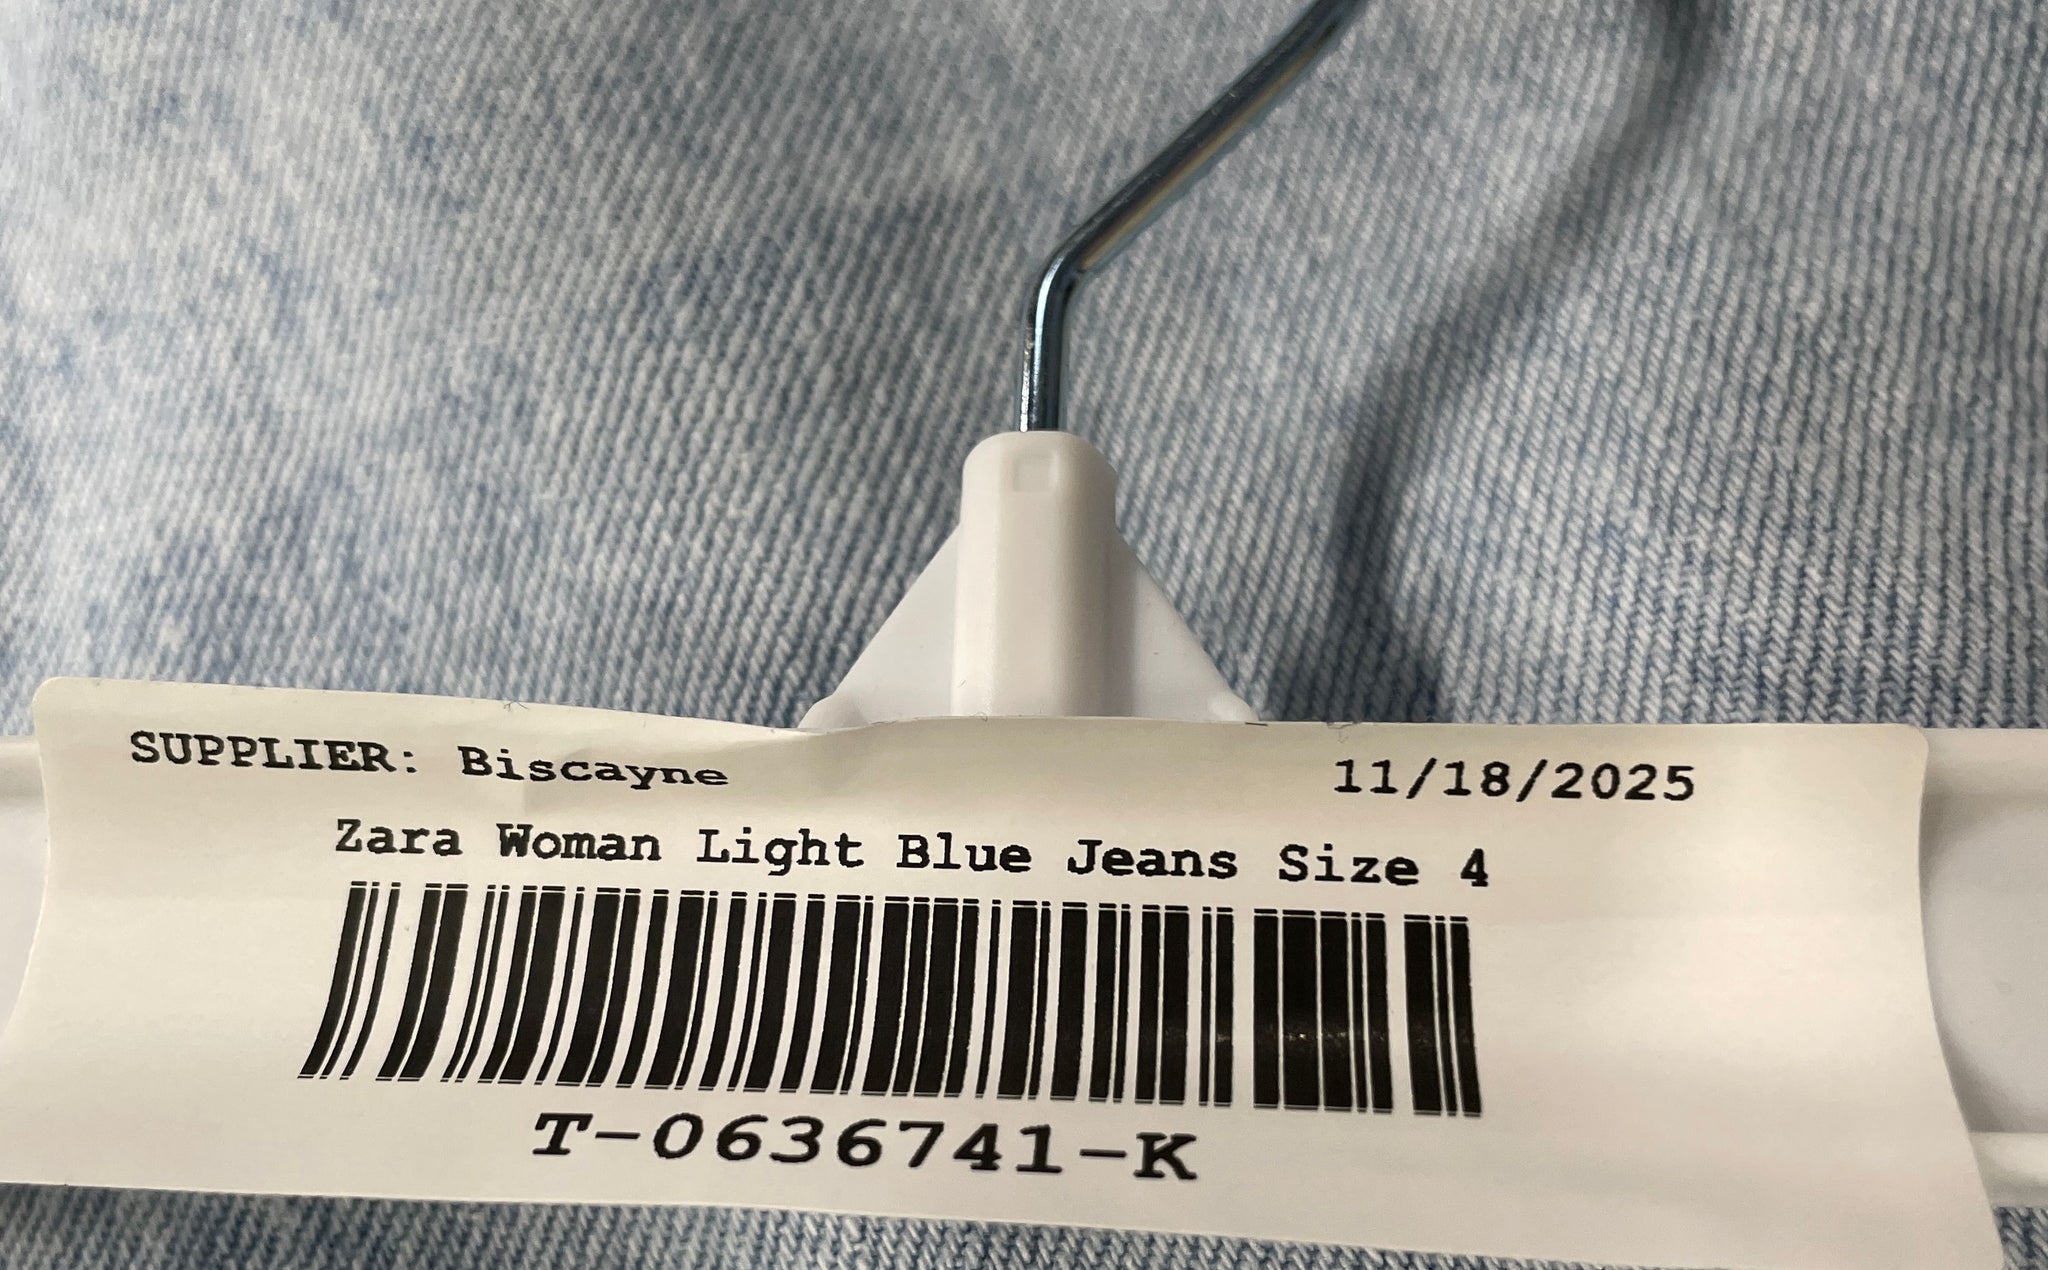 SUPPLIER: Biscayne 11/18/2025
Zara Woman Light Blue Jeans Size 4
T-0636741-K